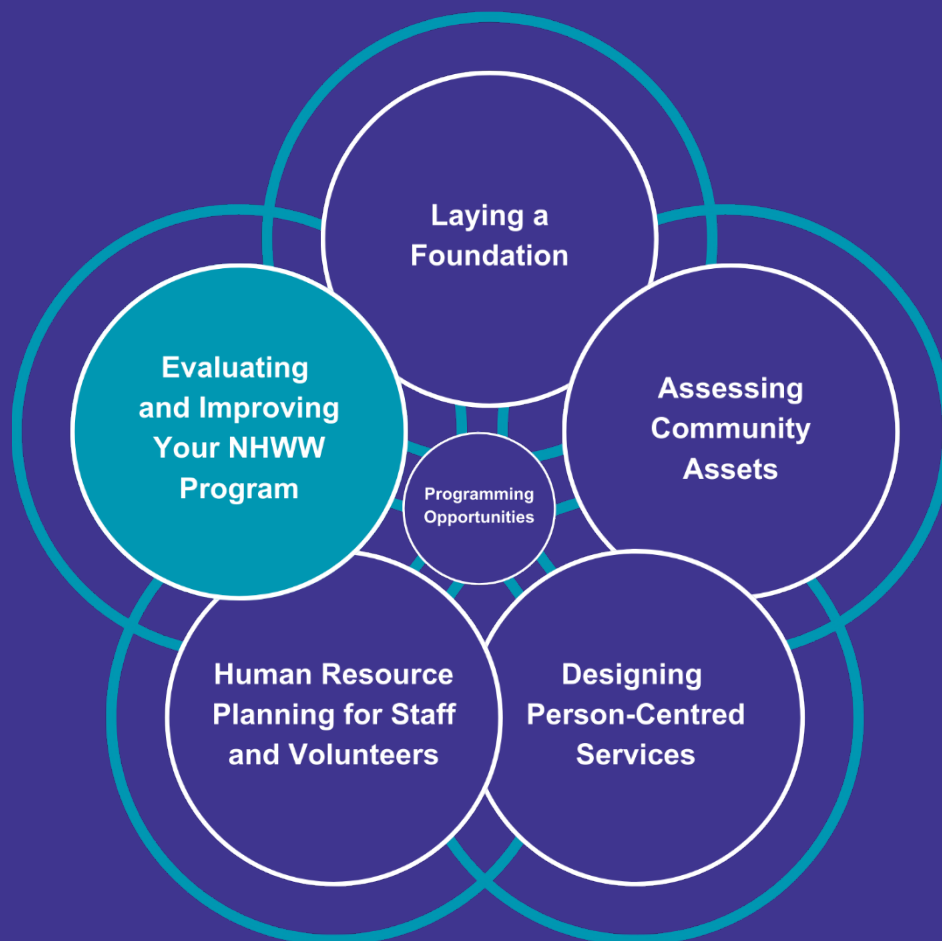 Laying a
Foundation
Evaluating
and Improving
Your NHWW
Program
Assessing
Community
Assets
Programming
Opportunities
Human Resource
Planning for Staff
and Volunteers
Designing
Person-Centred
Services